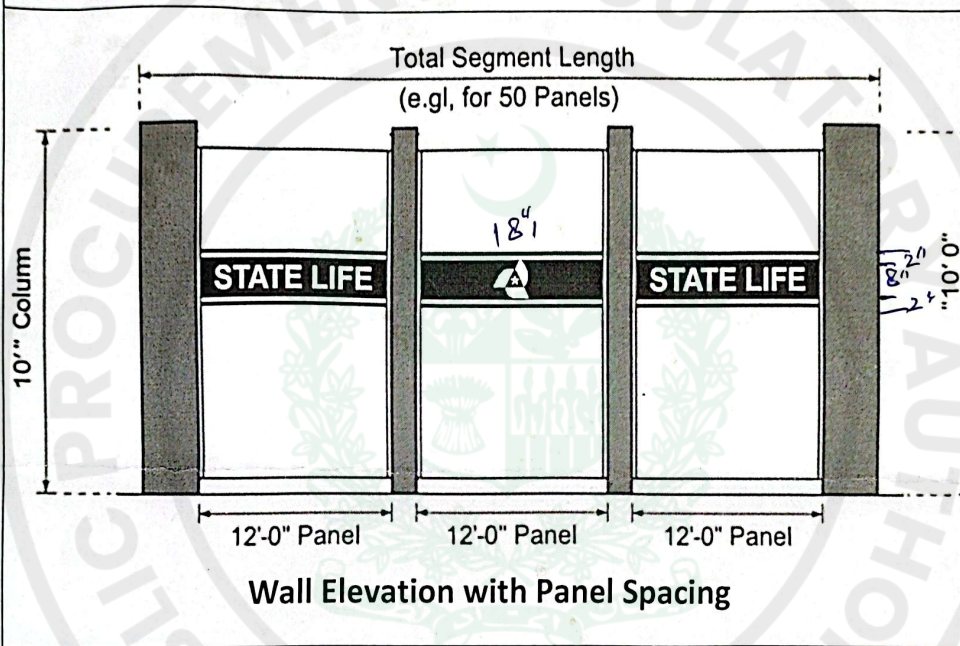 Total Segment Length
(e.gl, for 50 Panels)
18"
2"
STATE LIFE
STATE LIFE
8"
2"
10'" Column
"10' 0"
12'-0" Panel
12'-0" Panel
12'-0" Panel
Wall Elevation with Panel Spacing